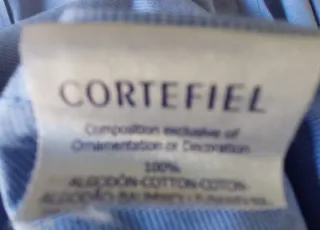 CORTEFIEL
Composition exclusive of
Ornamentation or Decoration
100%
ALGODÓN-COTTON-COTON-